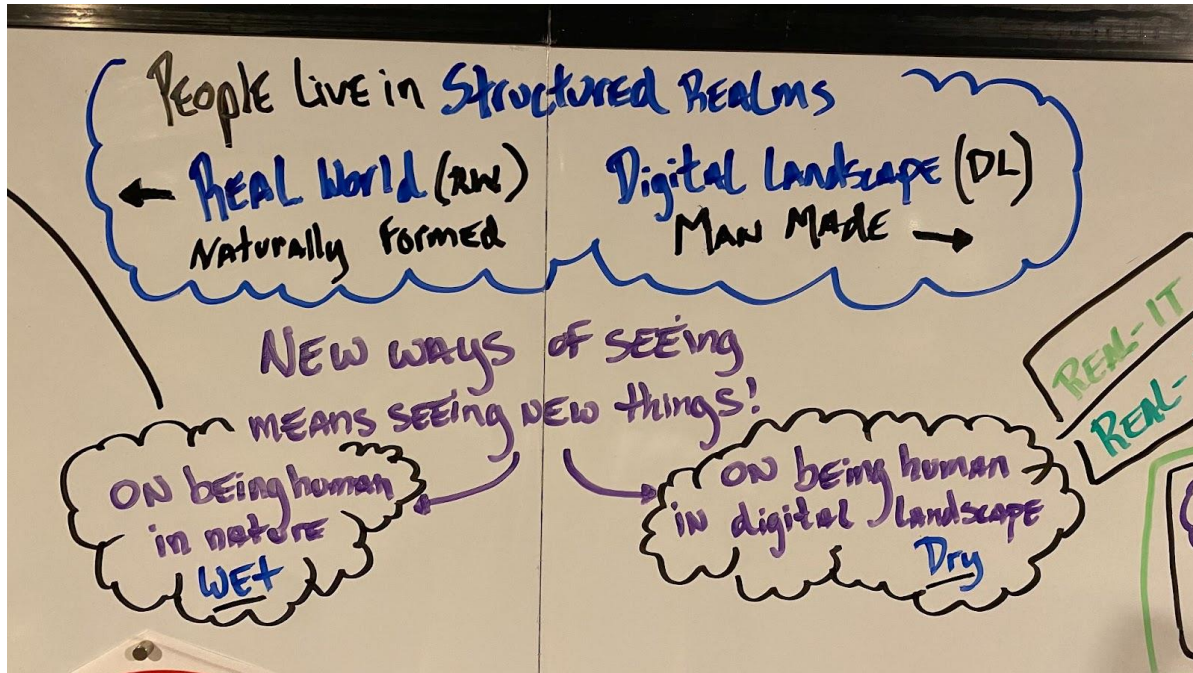 People Live in Structured Realms
Real World (RW)
Naturally Formed
Digital Landscape (DL)
Man Made
New ways of seeing
means seeing new things!
On being human
in nature
Wet
On being human
in digital landscape
Dry
Real-IT
Real-